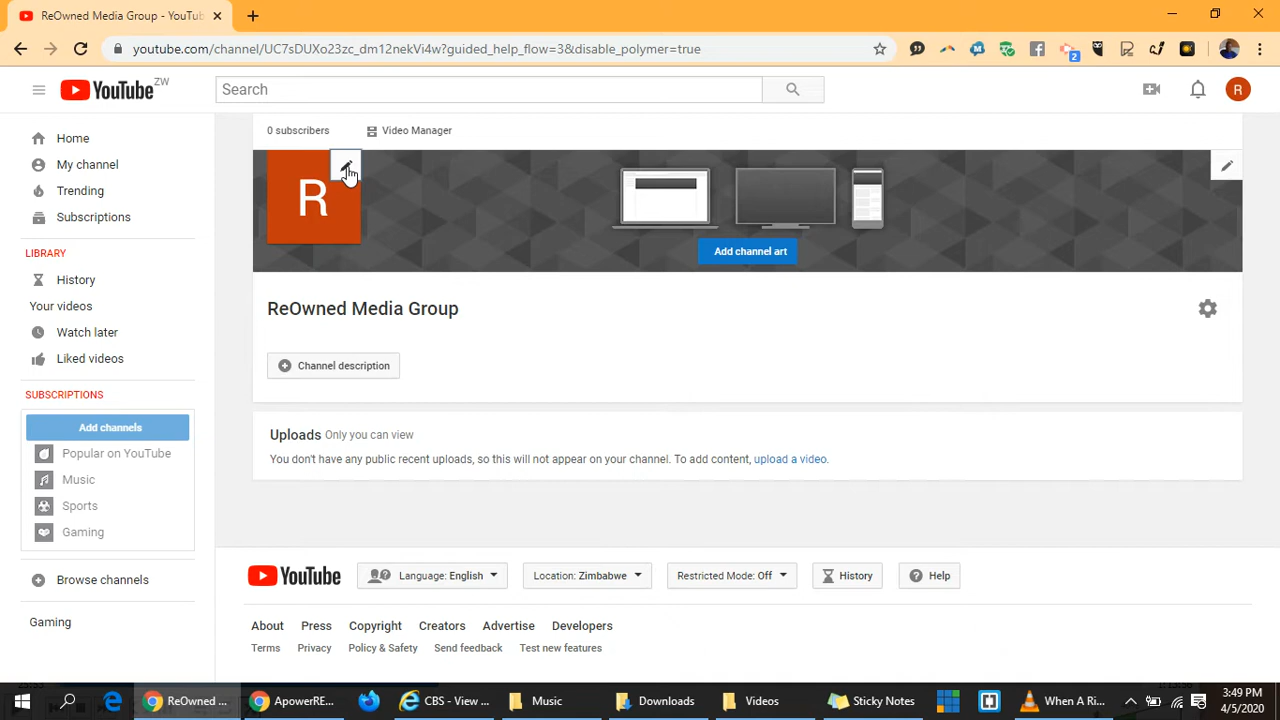 ReOwned Media Group - YouTub
youtube.com/channel/UC7sDUXo23zc_dm12nekVi4w?guided_help_flow=3&disable_polymer=true
2
YouTube ZW
Search
R
0 subscribers
Video Manager
Home
My channel
Trending
Subscriptions
R
Add channel art
LIBRARY
History
Your videos
Watch later
Liked videos
ReOwned Media Group
Channel description
SUBSCRIPTIONS
Add channels
Popular on YouTube
Music
Sports
Gaming
Uploads Only you can view
You don't have any public recent uploads, so this will not appear on your channel. To add content, upload a video.
Browse channels
Gaming
YouTube
Language: English
Location: Zimbabwe
Restricted Mode: Off
History
Help
About Press Copyright Creators Advertise Developers
Terms Privacy Policy & Safety Send feedback Test new features
ReOwned ...
ApowerRE...
CBS - View ...
Music
Downloads
Videos
Sticky Notes
When A Ri...
3:49 PM
4/5/2020